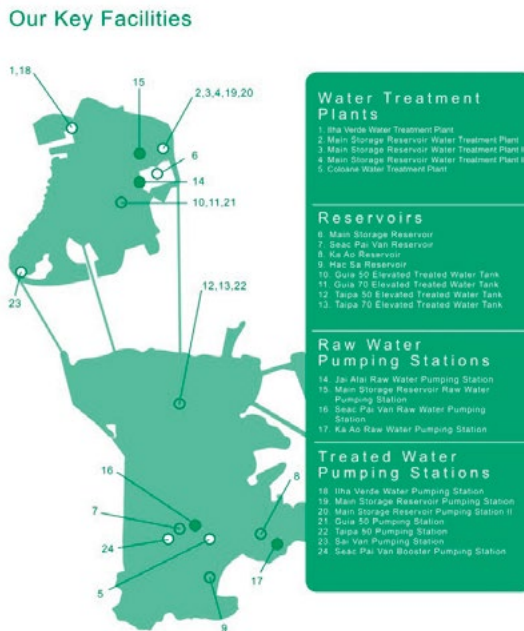 Our Key Facilities
1,18
15
2,3,4,19,20
6
14
10,11,21
23
12,13,22
16
7
8
24
5
17
9
Water Treatment
Plants
1. Ilha Verde Water Treatment Plant
2. Main Storage Reservoir Water Treatment Plant
3. Main Storage Reservoir Water Treatment Plant I
4. Main Storage Reservoir Water Treatment Plant I
5. Coloane Water Treatment Plant
Reservoirs
6. Main Storage Reservoir
7. Seac Pai Van Reservoir
8. Ka Ao Reservoir
9. Hac Sa Reservoir
10. Guia 50 Elevated Treated Water Tank
11. Guia 70 Elevated Treated Water Tank
12. Taipa 50 Elevated Treated Water Tank
13. Taipa 70 Elevated Treated Water Tank
Raw Water
Pumping Stations
14. Jai Alai Raw Water Pumping Station
15. Main Storage Reservoir Raw Water
Pumping Station
16. Seac Pai Van Raw Water Pumping
Station
17. Ka Ao Raw Water Pumping Station
Treated Water
Pumping Stations
18. Ilha Verde Water Pumping Station
19. Main Storage Reservoir Pumping Station
20. Main Storage Reservoir Pumping Station II
21. Guia 50 Pumping Station
22. Taipa 50 Pumping Station
23. Sai Van Pumping Station
24. Seac Pai Van Booster Pumping Station